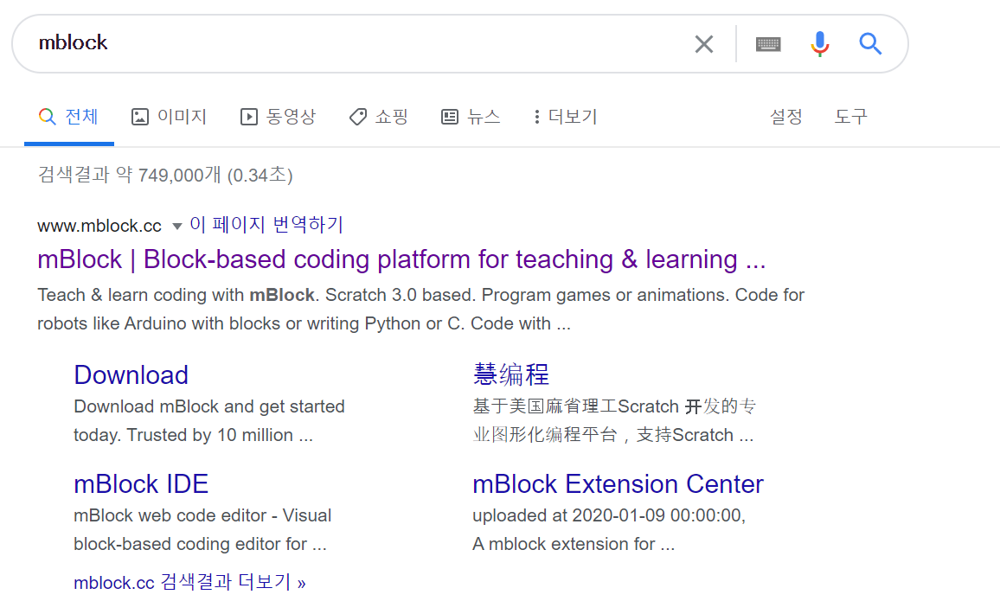 mblock
전체 이미지 동영상 쇼핑 뉴스 더보기 설정 도구
검색결과 약 749,000개 (0.34초)
www.mblock.cc 이 페이지 번역하기
mBlock | Block-based coding platform for teaching & learning ...
Teach & learn coding with mBlock. Scratch 3.0 based. Program games or animations. Code for
robots like Arduino with blocks or writing Python or C. Code with ...
Download
Download mBlock and get started
today. Trusted by 10 million ...
慧编程
基于美国麻省理工Scratch 开发的专
业图形化编程平台，支持Scratch ...
mBlock IDE
mBlock web code editor - Visual
block-based coding editor for ...
mBlock Extension Center
uploaded at 2020-01-09 00:00:00,
A mblock extension for ...
mblock.cc 검색결과 더보기 »